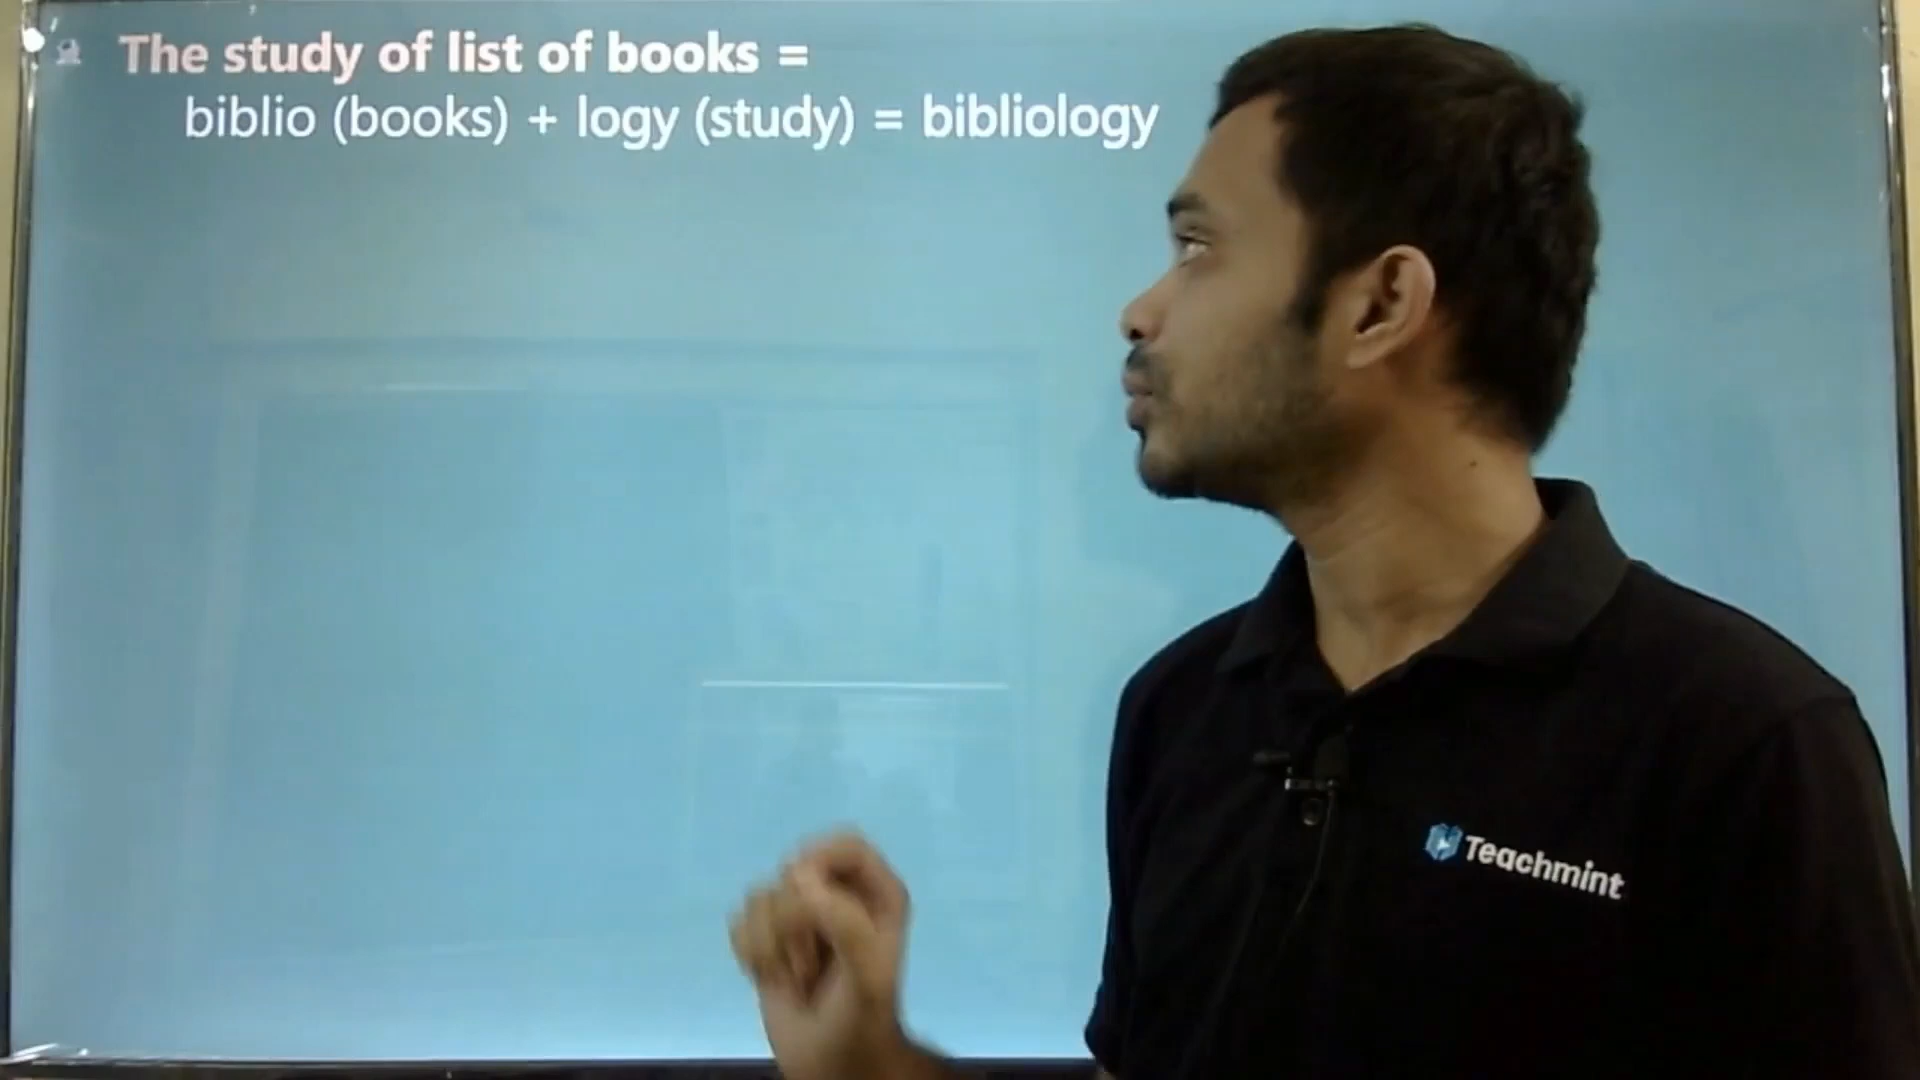 The study of list of books =
biblio (books) + logy (study) = bibliology
Teachmint